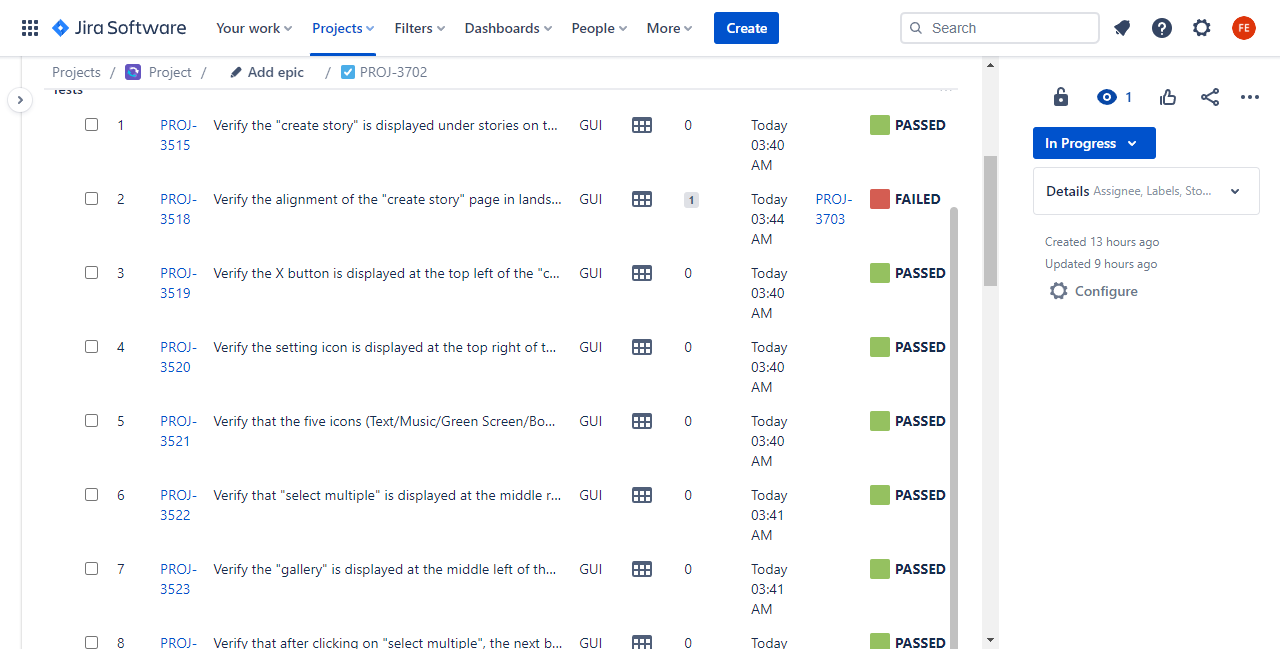 Jira Software Your work Projects Filters Dashboards People More Create Search FE
Projects / Project / Add epic / PROJ-3702
Tests
1 PROJ-3515 Verify the "create story" is displayed under stories on t... GUI 0 Today 03:40 AM PASSED
2 PROJ-3518 Verify the alignment of the "create story" page in lands... GUI 1 Today 03:44 AM PROJ-3703 FAILED
3 PROJ-3519 Verify the X button is displayed at the top left of the "c... GUI 0 Today 03:40 AM PASSED
4 PROJ-3520 Verify the setting icon is displayed at the top right of t... GUI 0 Today 03:40 AM PASSED
5 PROJ-3521 Verify that the five icons (Text/Music/Green Screen/Bo... GUI 0 Today 03:40 AM PASSED
6 PROJ-3522 Verify that "select multiple" is displayed at the middle r... GUI 0 Today 03:41 AM PASSED
7 PROJ-3523 Verify the "gallery" is displayed at the middle left of th... GUI 0 Today 03:41 AM PASSED
8 PROJ- Verify that after clicking on "select multiple", the next b... GUI 0 Today PASSED
1
In Progress
Details Assignee, Labels, Sto...
Created 13 hours ago
Updated 9 hours ago
Configure